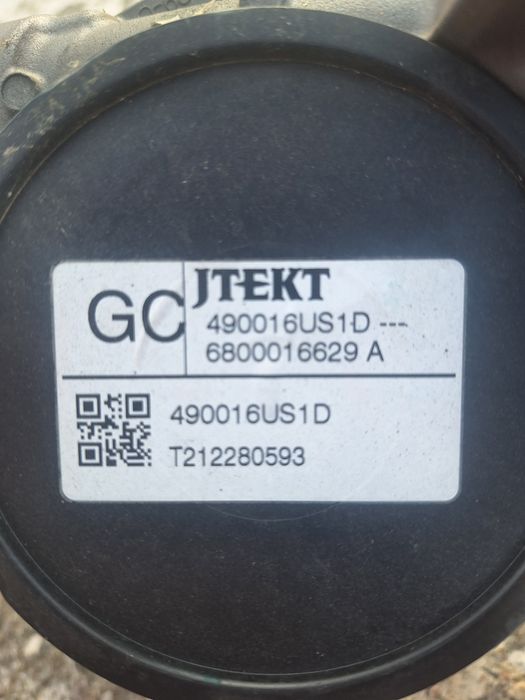 GC
JTEKT
490016US1D ---
6800016629 A
490016US1D
T212280593